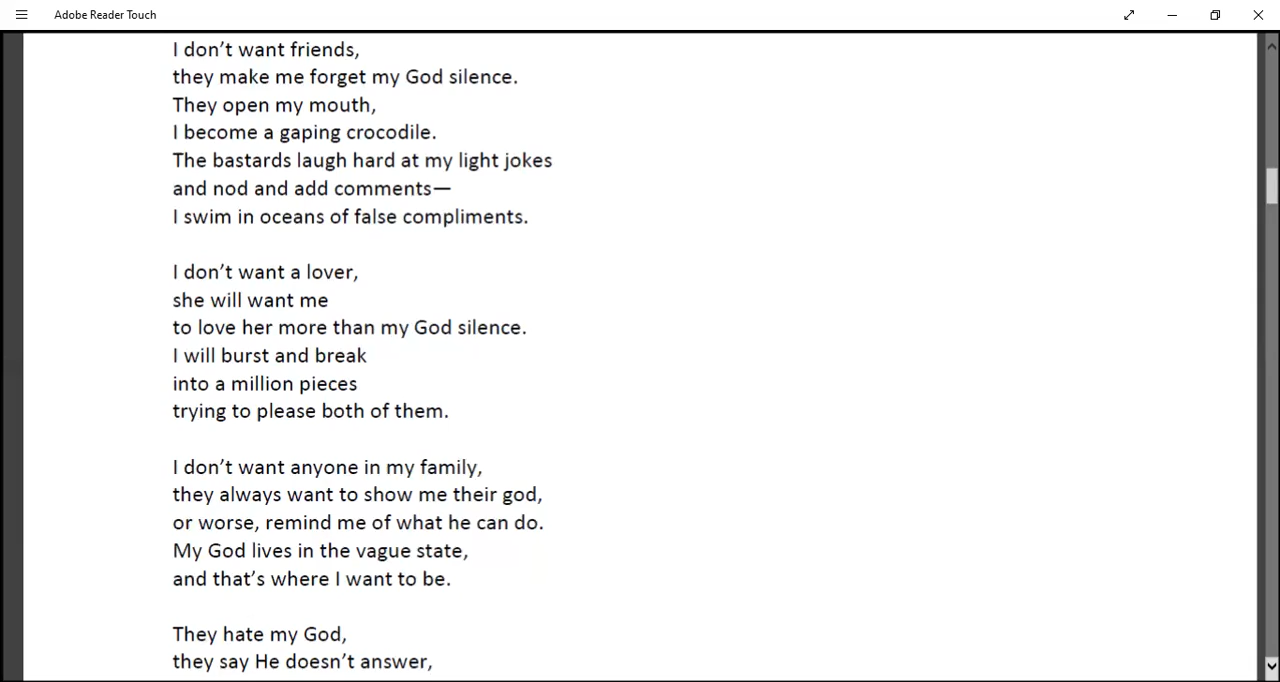 Adobe Reader Touch
I don’t want friends,
they make me forget my God silence.
They open my mouth,
I become a gaping crocodile.
The bastards laugh hard at my light jokes
and nod and add comments—
I swim in oceans of false compliments.
I don’t want a lover,
she will want me
to love her more than my God silence.
I will burst and break
into a million pieces
trying to please both of them.
I don’t want anyone in my family,
they always want to show me their god,
or worse, remind me of what he can do.
My God lives in the vague state,
and that’s where I want to be.
They hate my God,
they say He doesn’t answer,